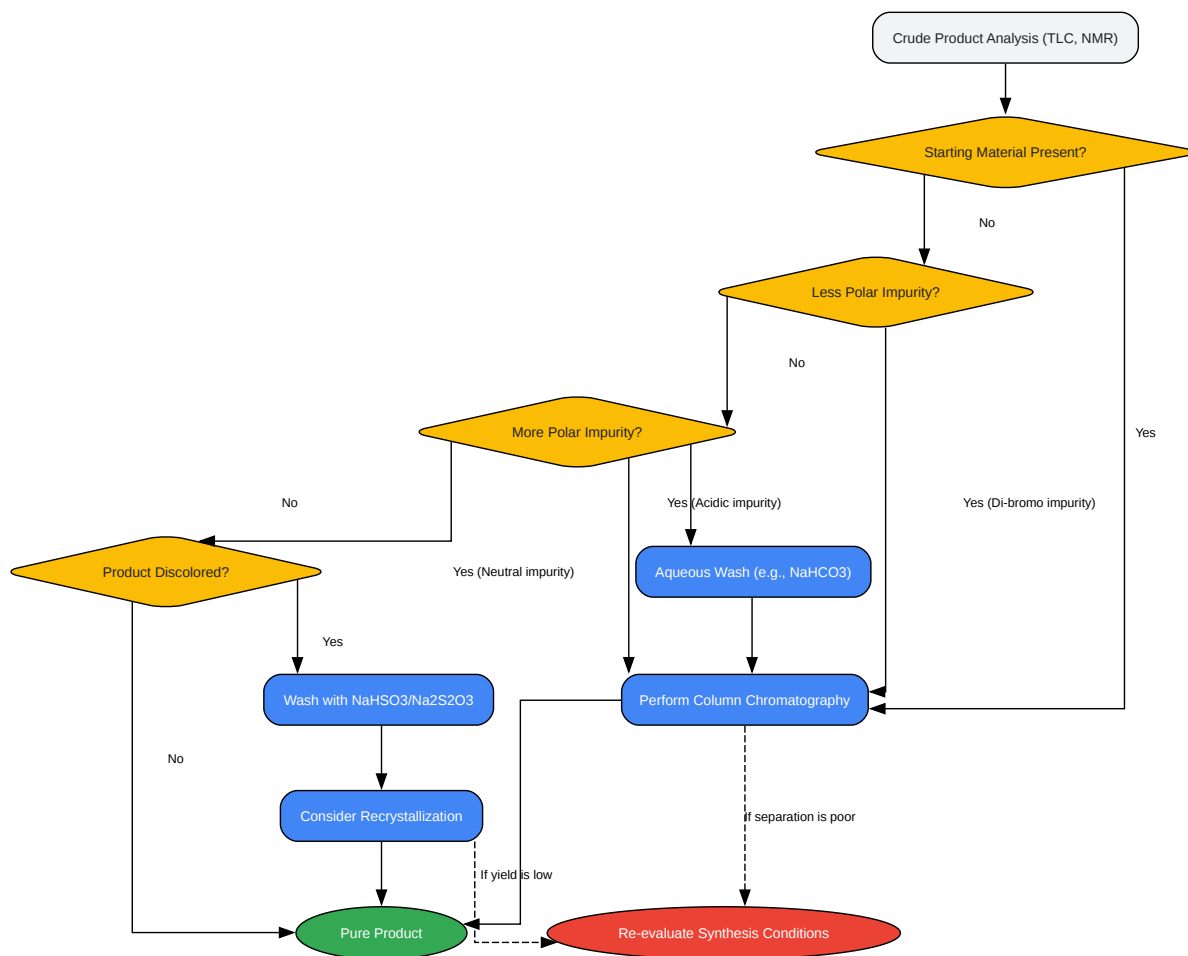 Crude Product Analysis (TLC, NMR)
Starting Material Present?
No
Less Polar Impurity?
No
Yes
More Polar Impurity?
No
Yes (Acidic impurity)
Yes (Di-bromo impurity)
Product Discolored?
Yes (Neutral impurity)
Aqueous Wash (e.g., NaHCO3)
Yes
Wash with NaHSO3/Na2S2O3
Perform Column Chromatography
No
Consider Recrystallization
If separation is poor
If yield is low
Pure Product
Re-evaluate Synthesis Conditions